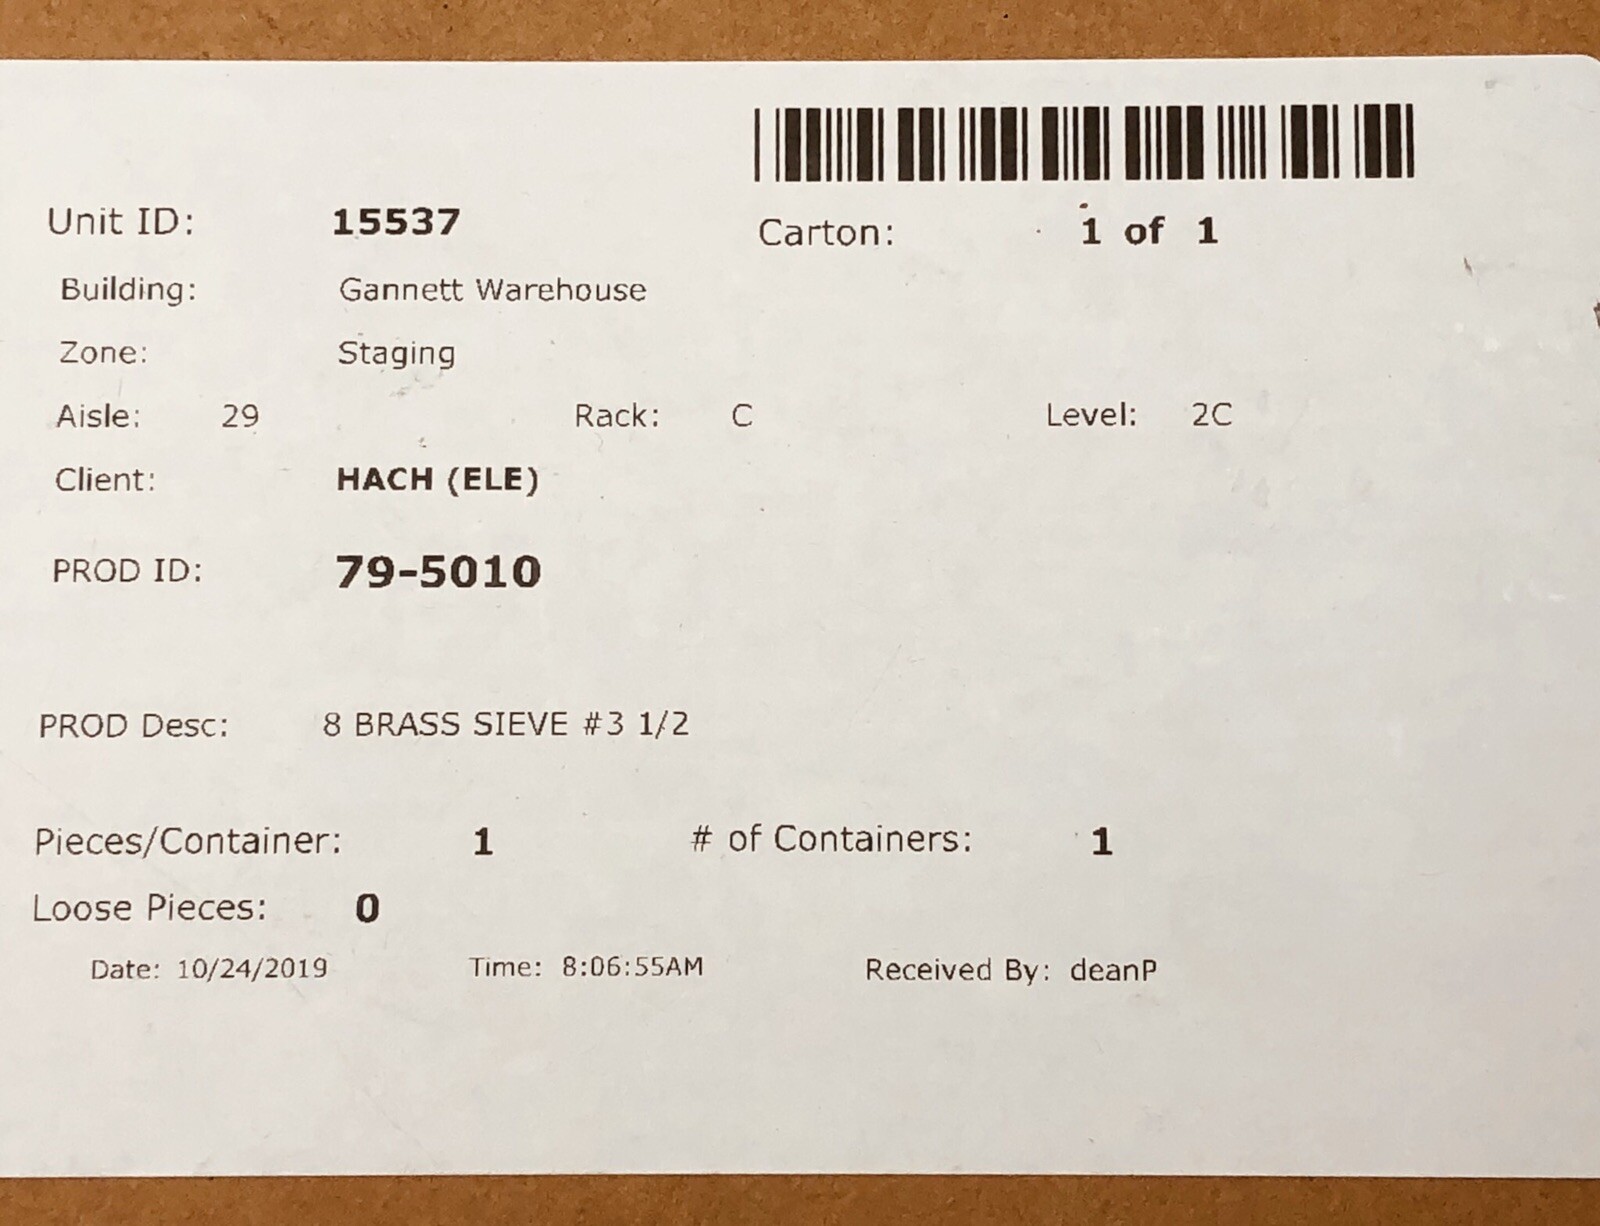 Unit ID: 15537 Carton: 1 of 1
Building: Gannett Warehouse
Zone: Staging
Aisle: 29 Rack: C Level: 2C
Client: HACH (ELE)
PROD ID: 79-5010
PROD Desc: 8 BRASS SIEVE #3 1/2
Pieces/Container: 1 # of Containers: 1
Loose Pieces: 0
Date: 10/24/2019 Time: 8:06:55AM Received By: deanP